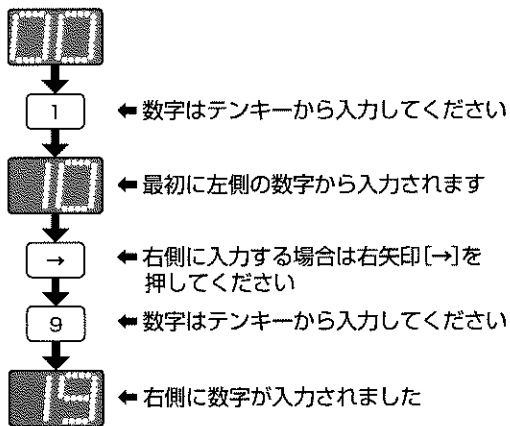 00
1
←数字はテンキーから入力してください
10
←最初に左側の数字から入力されます
→
←右側に入力する場合は右矢印[→]を
押してください
9
←数字はテンキーから入力してください
19
←右側に数字が入力されました